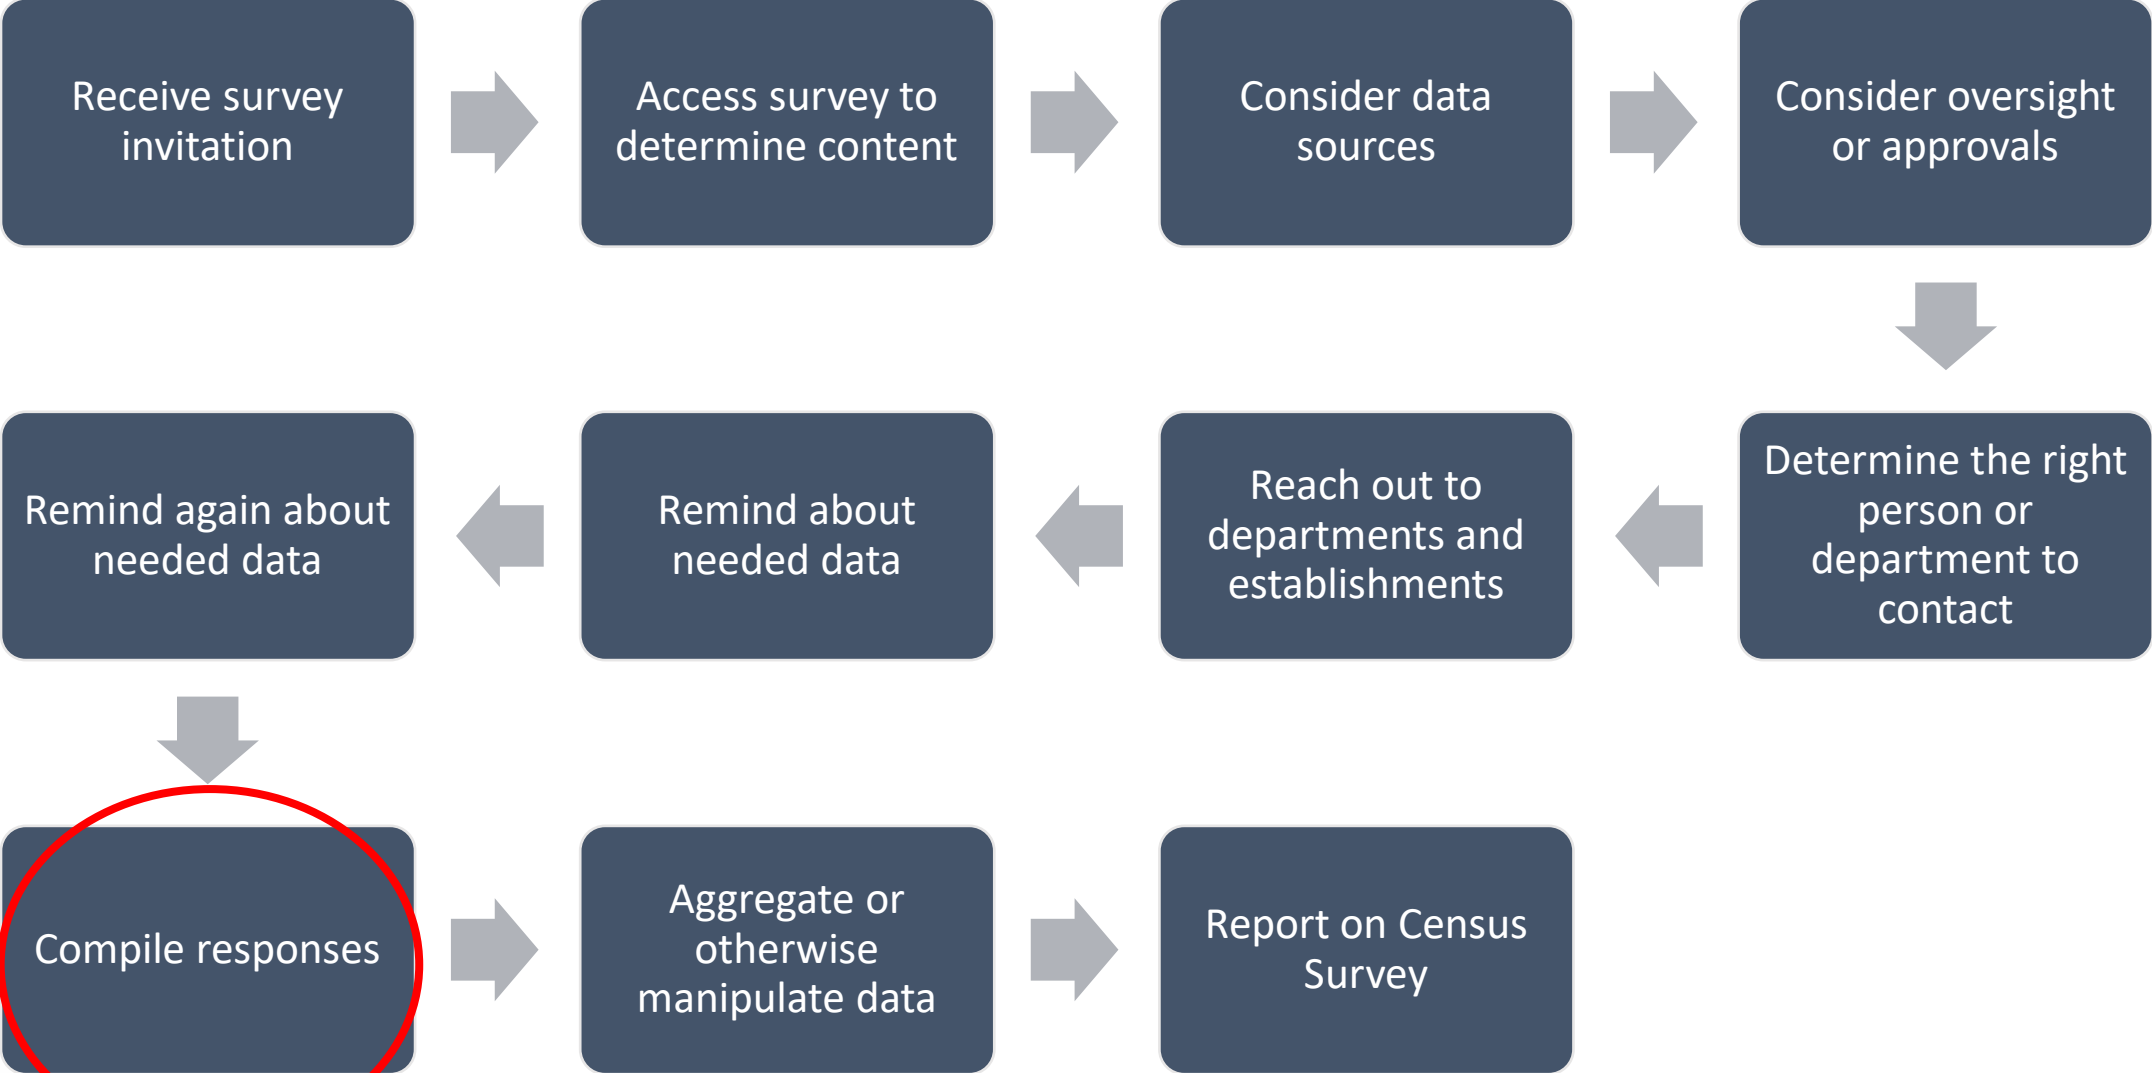 Receive survey
invitation
Access survey to
determine content
Consider data
sources
Consider oversight
or approvals
Determine the right
person or
department to
contact
Reach out to
departments and
establishments
Remind about
needed data
Remind again about
needed data
Compile responses
Aggregate or
otherwise
manipulate data
Report on Census
Survey